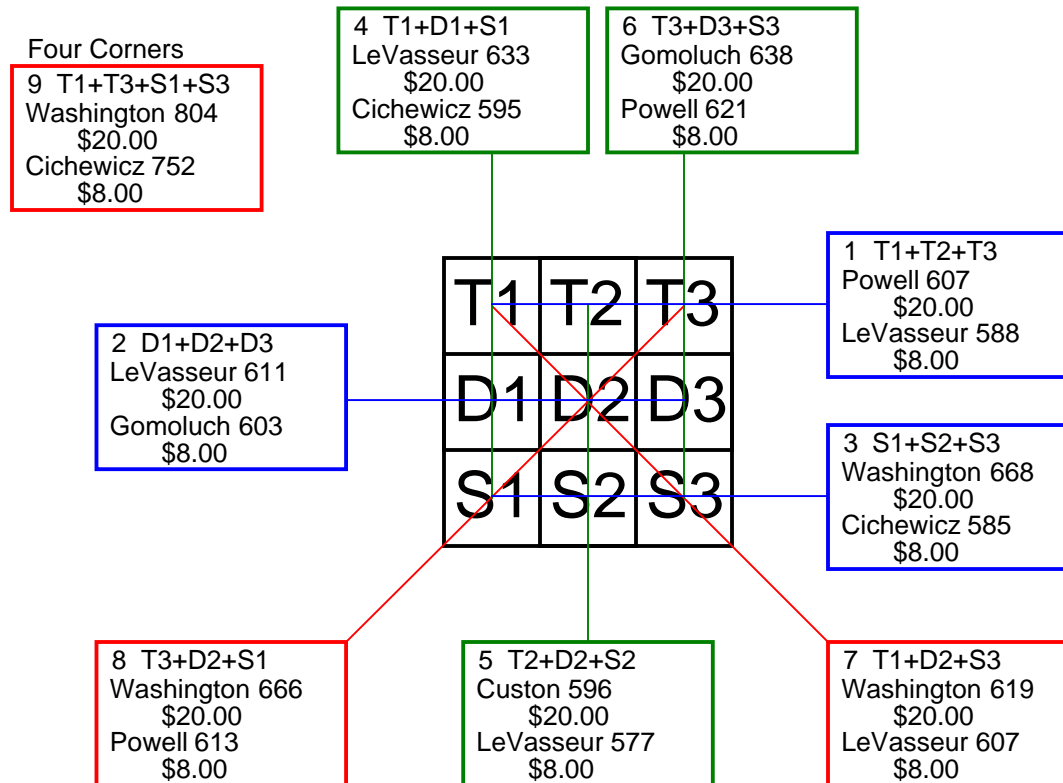 Four Corners
9 T1+T3+S1+S3
Washington 804
$20.00
Cichewicz 752
$8.00
4 T1+D1+S1
LeVasseur 633
$20.00
Cichewicz 595
$8.00
6 T3+D3+S3
Gomoluch 638
$20.00
Powell 621
$8.00
1 T1+T2+T3
Powell 607
$20.00
LeVasseur 588
$8.00
2 D1+D2+D3
LeVasseur 611
$20.00
Gomoluch 603
$8.00
T1 T2 T3
D1 D2 D3
S1 S2 S3
3 S1+S2+S3
Washington 668
$20.00
Cichewicz 585
$8.00
8 T3+D2+S1
Washington 666
$20.00
Powell 613
$8.00
5 T2+D2+S2
Custon 596
$20.00
LeVasseur 577
$8.00
7 T1+D2+S3
Washington 619
$20.00
LeVasseur 607
$8.00